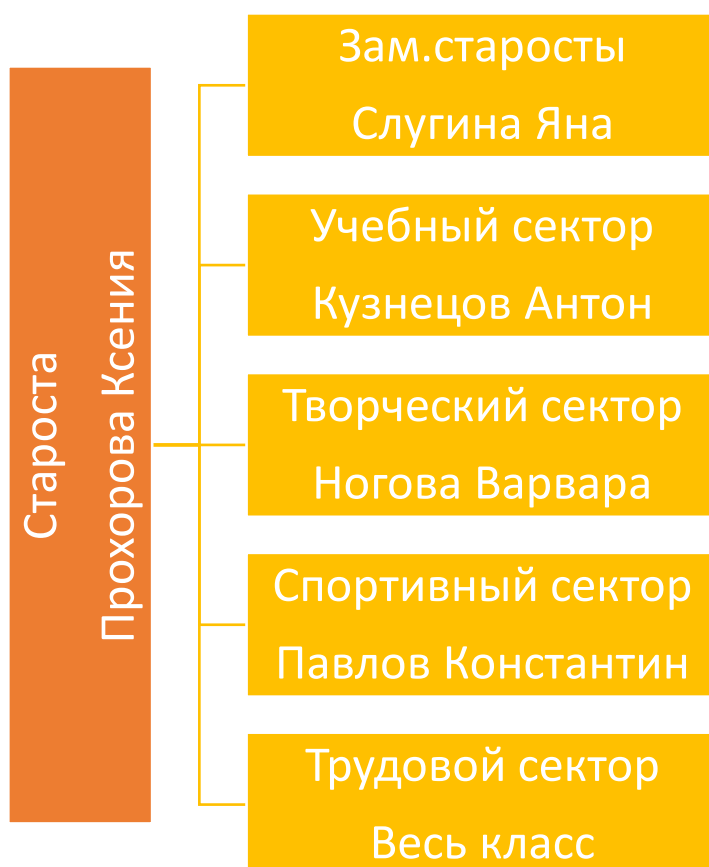 Староста
Прохорова Ксения
Зам.старосты
Слугина Яна
Учебный сектор
Кузнецов Антон
Творческий сектор
Ногова Варвара
Спортивный сектор
Павлов Константин
Трудовой сектор
Весь класс